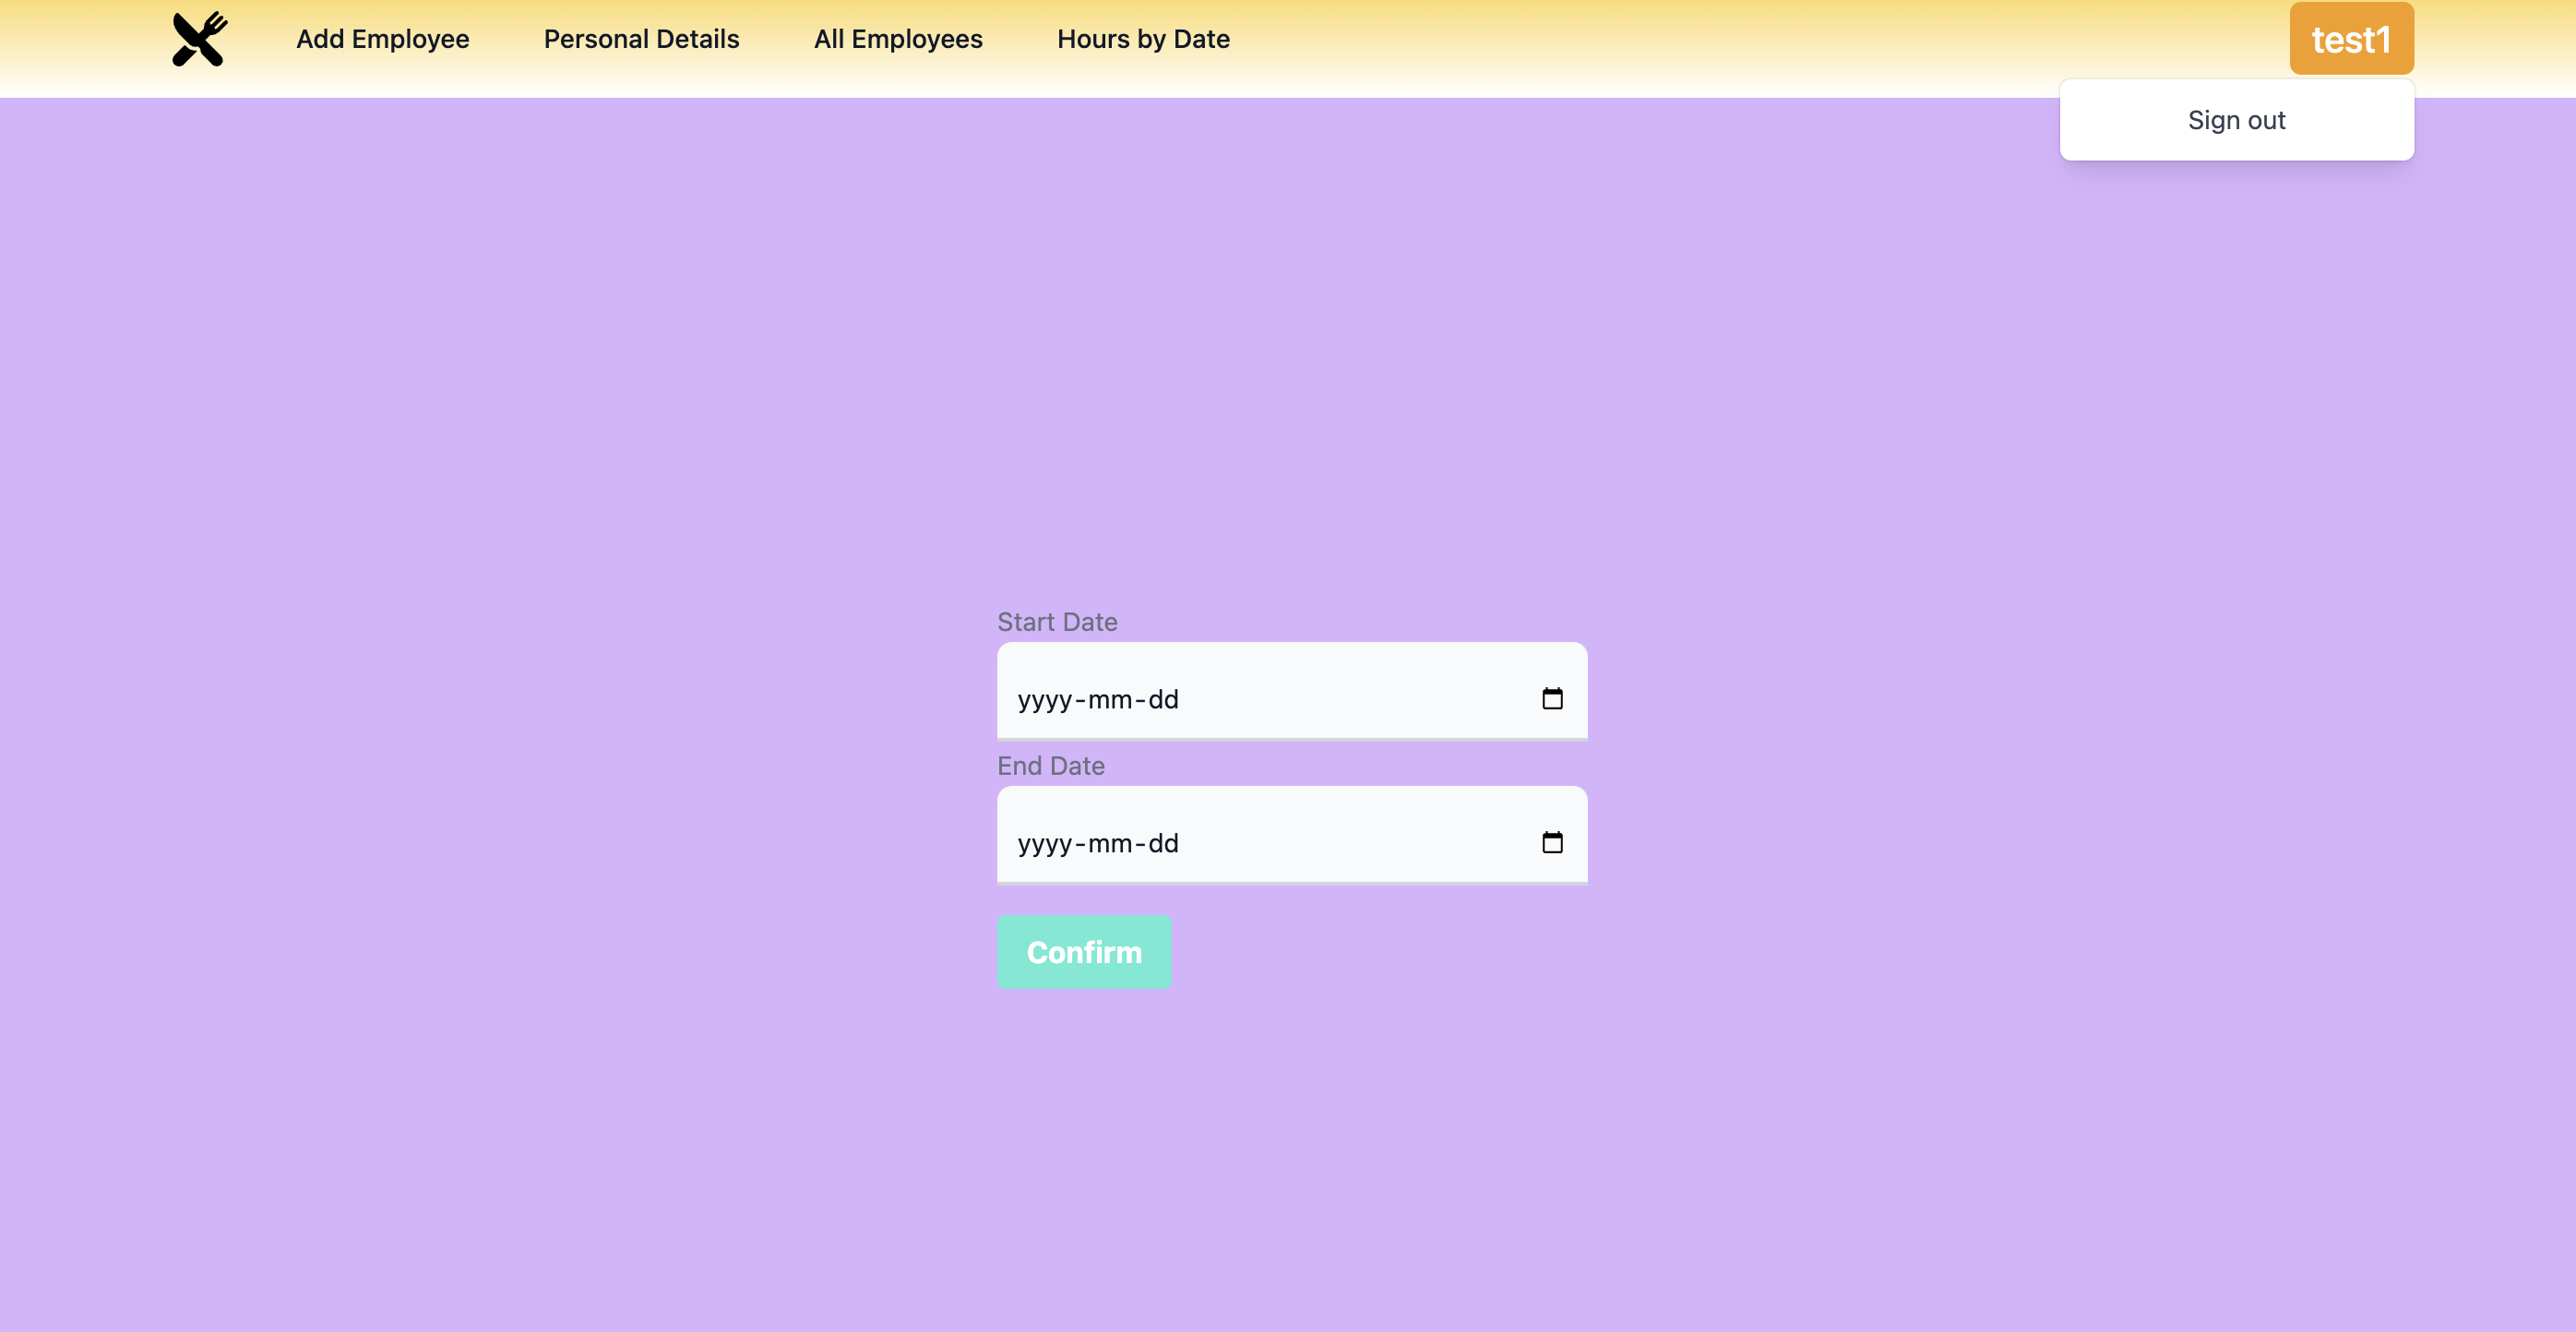 Add Employee Personal Details All Employees Hours by Date test1
Sign out
Start Date
yyyy-mm-dd
End Date
yyyy-mm-dd
Confirm